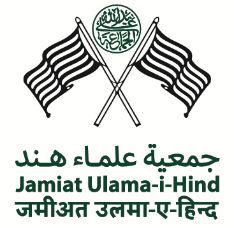 جمعية علماء هند
Jamiat Ulama-i-Hind
जमीअत उलमा-ए-हिन्द